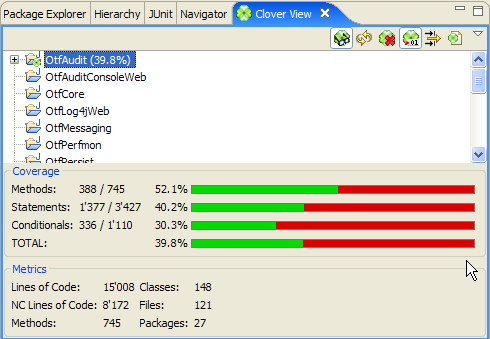 Package Explorer Hierarchy JUnit Navigator Clover View
OtfAudit (39.8%)
OtfAuditConsoleWeb
OtfCore
OtfLog4jWeb
OtfMessaging
OtfPerfmon
OtfPersist
Coverage
Methods: 388 / 745 52.1%
Statements: 1'377 / 3'427 40.2%
Conditionals: 336 / 1'110 30.3%
TOTAL: 39.8%
Metrics
Lines of Code: 15'008 Classes: 148
NC Lines of Code: 8'172 Files: 121
Methods: 745 Packages: 27